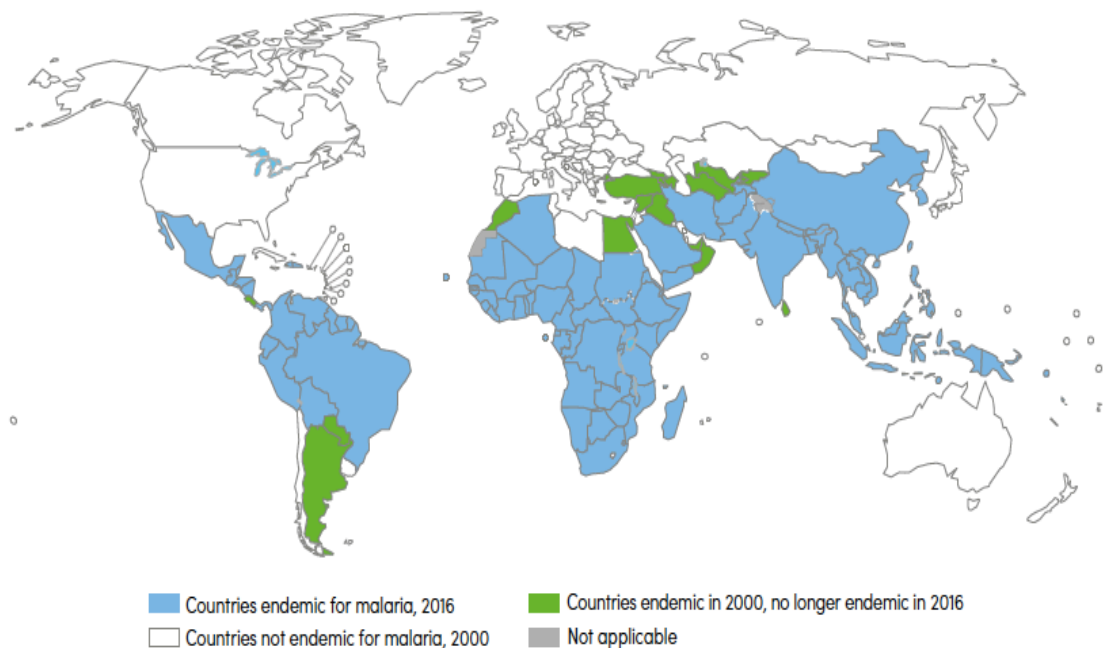 Countries endemic for malaria, 2016
Countries endemic in 2000, no longer endemic in 2016
Countries not endemic for malaria, 2000
Not applicable